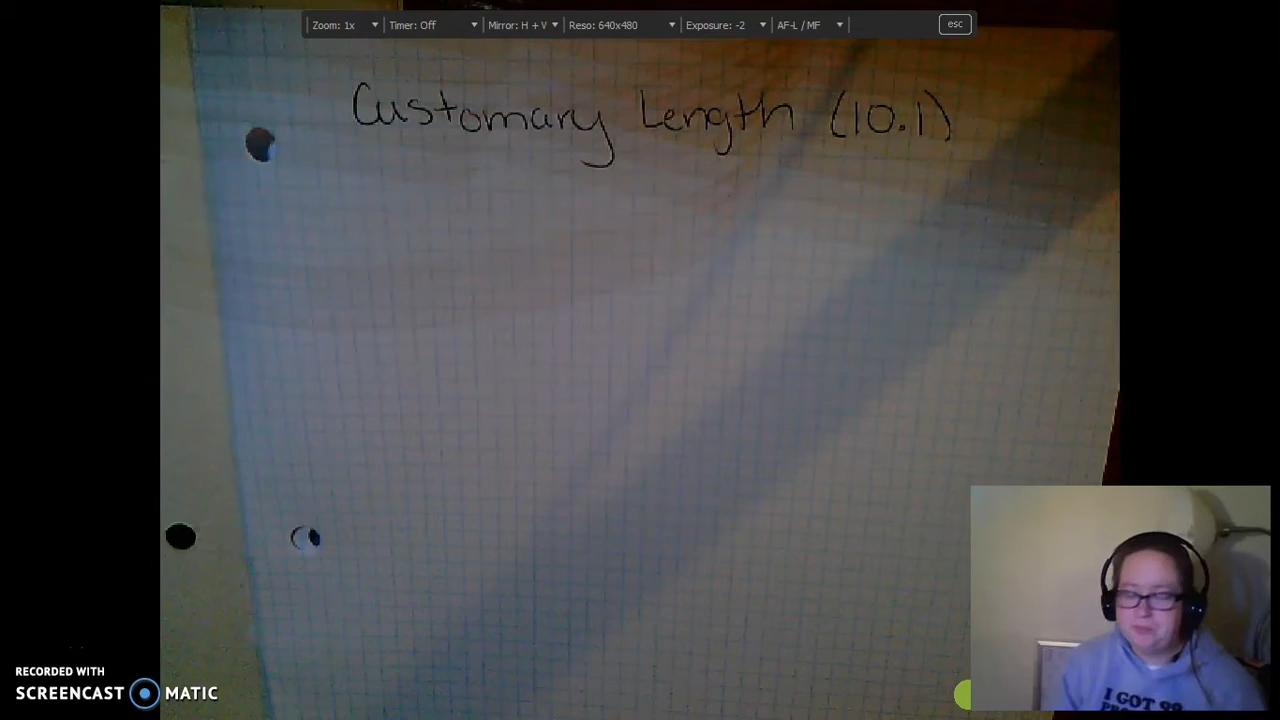 Zoom: 1x Timer: Off Mirror: H + V Reso: 640x480 Exposure: -2 AF-L / MF esc
Customary Length (10.1)
RECORDED WITH
SCREENCAST MATIC
I GOT 99